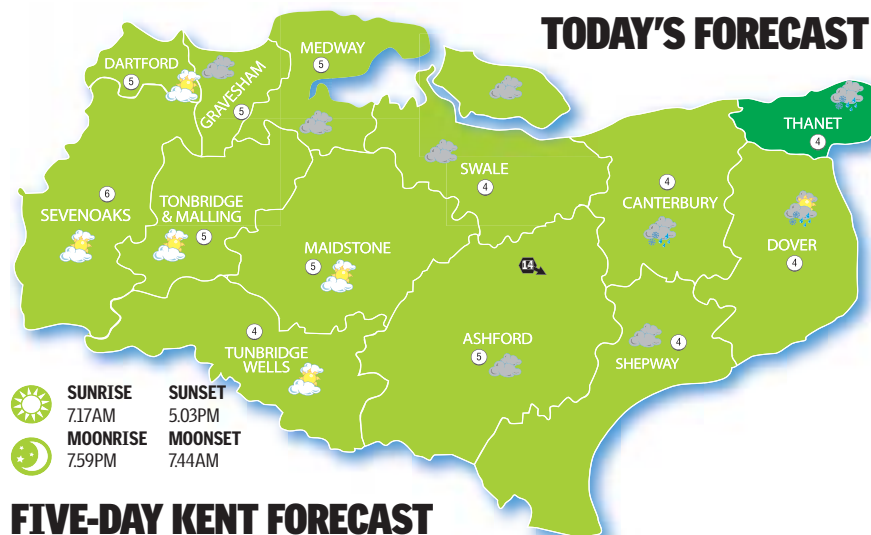 TODAY'S FORECAST
MEDWAY
5
DARTFORD
5
GRAVESHAM
5
THANET
4
SWALE
4
CANTERBURY
4
6
SEVENOAKS
TONBRIDGE
& MALLING
5
DOVER
4
MAIDSTONE
5
14
4
TUNBRIDGE
WELLS
ASHFORD
5
4
SHEPWAY
SUNRISE SUNSET
7.17AM 5.03PM
MOONRISE MOONSET
7.59PM 7.44AM
FIVE-DAY KENT FORECAST